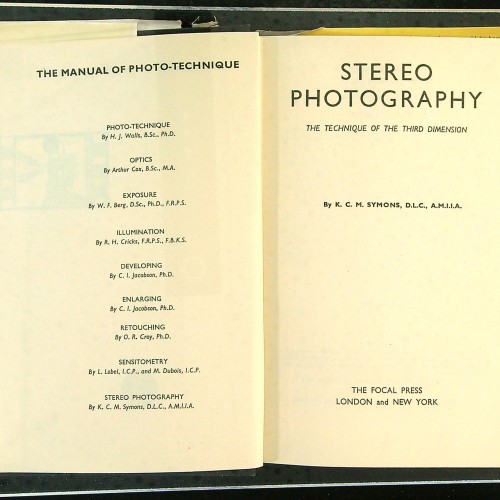 THE MANUAL OF PHOTO-TECHNIQUE
PHOTO-TECHNIQUE
By H. J. Walls, B.Sc., Ph.D.
OPTICS
By Arthur Cox, B.Sc., M.A.
EXPOSURE
By W. F. Berg, D.Sc., Ph.D., F.R.P.S.
ILLUMINATION
By R. H. Cricks, F.R.P.S., F.B.K.S.
DEVELOPING
By C. I. Jacobson, Ph.D.
ENLARGING
By C. I. Jacobson, Ph.D.
RETOUCHING
By O. R. Croy, Ph.D.
SENSITOMETRY
By L. Lobel, I.C.P., and M. Dubois, I.C.P.
STEREO PHOTOGRAPHY
By K. C. M. Symons, D.L.C., A.M.I.I.A.
STEREO
PHOTOGRAPHY
THE TECHNIQUE OF THE THIRD DIMENSION
By K. C. M. SYMONS, D.L.C., A.M.I.I.A.
THE FOCAL PRESS
LONDON and NEW YORK